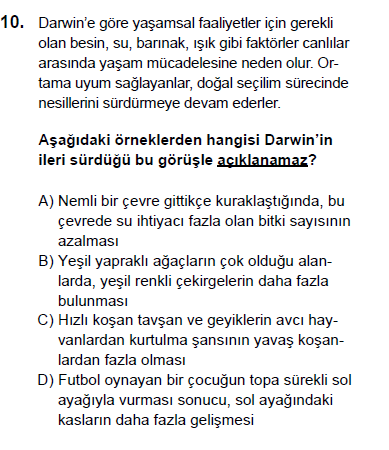 10. Darwin'e göre yaşamsal faaliyetler için gerekli
olan besin, su, barınak, ışık gibi faktörler canlılar
arasında yaşam mücadelesine neden olur. Or-
tama uyum sağlayanlar, doğal seçilim sürecinde
nesillerini sürdürmeye devam ederler.
Aşağıdaki örneklerden hangisi Darwin'in
ileri sürdüğü bu görüşle açıklanamaz?
A) Nemli bir çevre gittikçe kuraklaştığında, bu
çevrede su ihtiyacı fazla olan bitki sayısının
azalması
B) Yeşil yapraklı ağaçların çok olduğu alan-
larda, yeşil renkli çekirgelerin daha fazla
bulunması
C) Hızlı koşan tavşan ve geyiklerin avcı hay-
vanlardan kurtulma şansının yavaş koşan-
lardan fazla olması
D) Futbol oynayan bir çocuğun topa sürekli sol
ayağıyla vurması sonucu, sol ayağındaki
kasların daha fazla gelişmesi